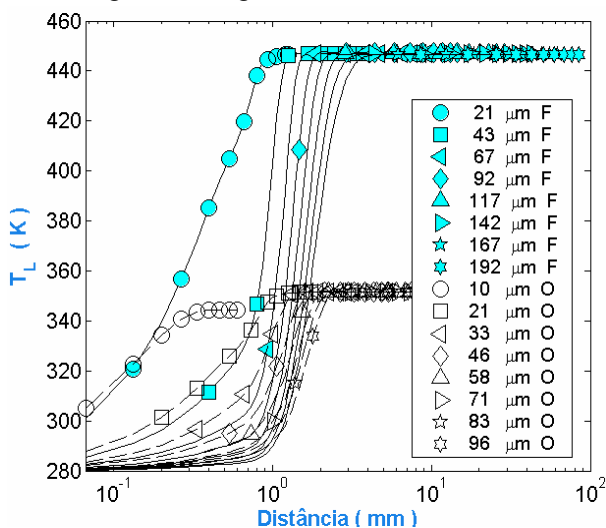 460
440
420
400
380
360
340
320
300
280
T_L ( K )
10^-1
10^0
10^1
10^2
Distância ( mm )
21 μm F
43 μm F
67 μm F
92 μm F
117 μm F
142 μm F
167 μm F
192 μm F
10 μm O
21 μm O
33 μm O
46 μm O
58 μm O
71 μm O
83 μm O
96 μm O